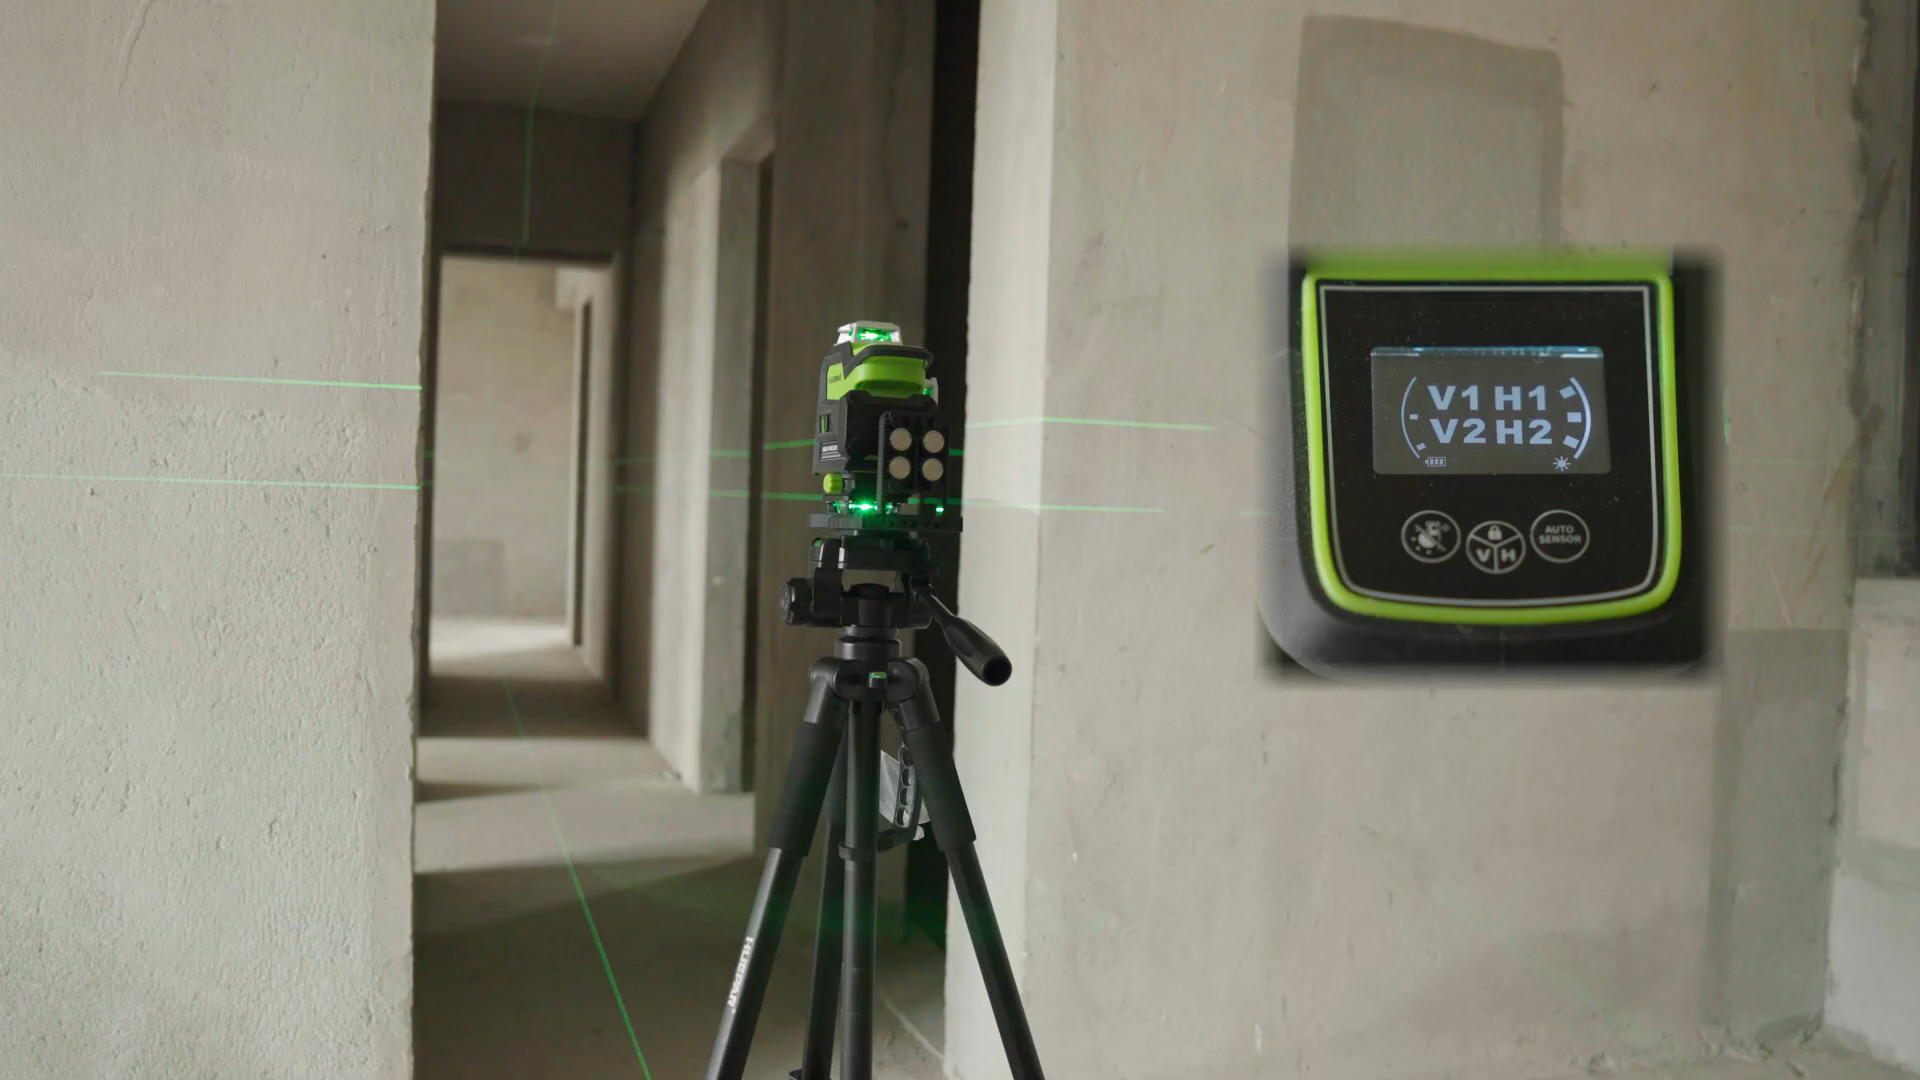 V1 H1
V2 H2
V H
AUTO
SENSOR
HUEPAR